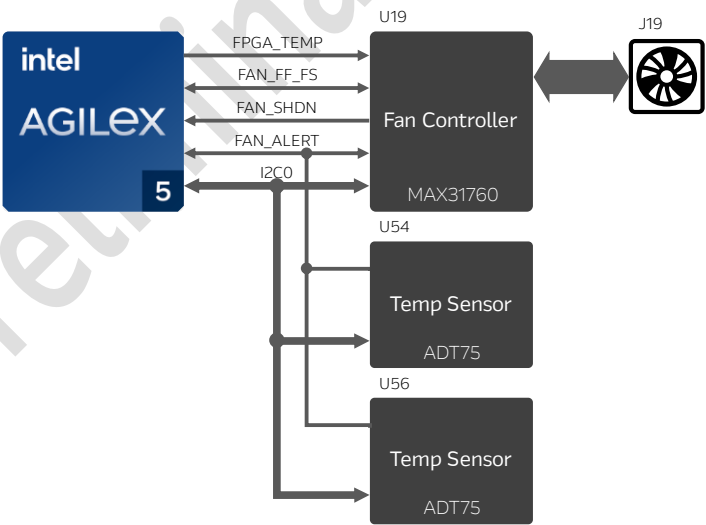 U19
J19
intel
AGILEX
5
FPGA_TEMP
FAN_FF_FS
FAN_SHDN
FAN_ALERT
I2C0
Fan Controller
MAX31760
U54
Temp Sensor
ADT75
U56
Temp Sensor
ADT75